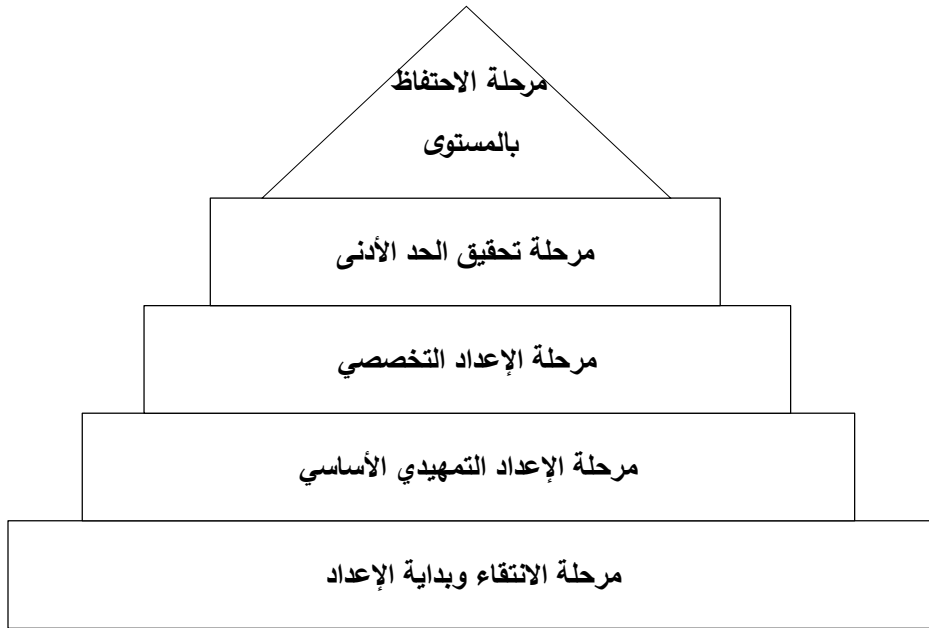 مرحلة الاحتفاظ
بالمستوى
مرحلة تحقيق الحد الأدنى
مرحلة الإعداد التخصصي
مرحلة الإعداد التمهيدي الأساسي
مرحلة الانتقاء وبداية الإعداد